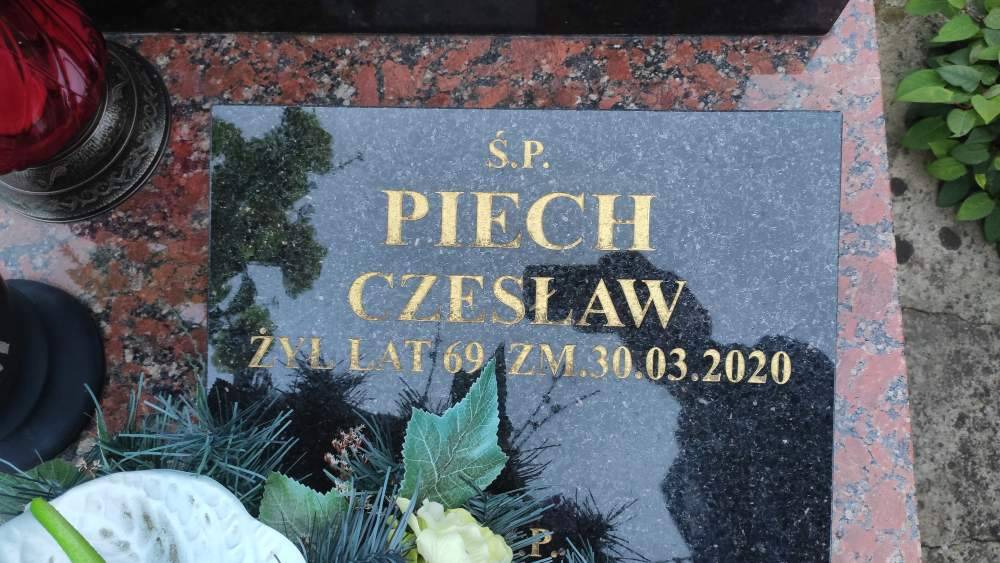 Ś.P.
PIECH
CZESŁAW
ŻYŁ LAT 69 ZM.30.03.2020
.P.